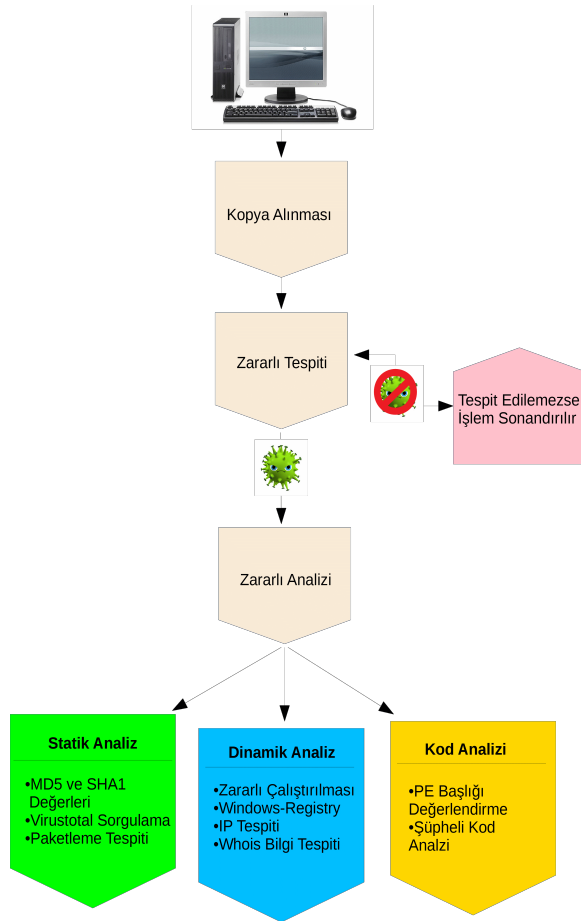 Kopya Alınması
Zararlı Tespiti
Tespit Edilemezse
İşlem Sonandırılır
Zararlı Analizi
Statik Analiz
•MD5 ve SHA1
Değerleri
•Virustotal Sorgulama
•Paketleme Tespiti
Dinamik Analiz
•Zararlı Çalıştırılması
•Windows-Registry
•IP Tespiti
•Whois Bilgi Tespiti
Kod Analizi
•PE Başlığı
Değerlendirme
•Şüpheli Kod
Analzi